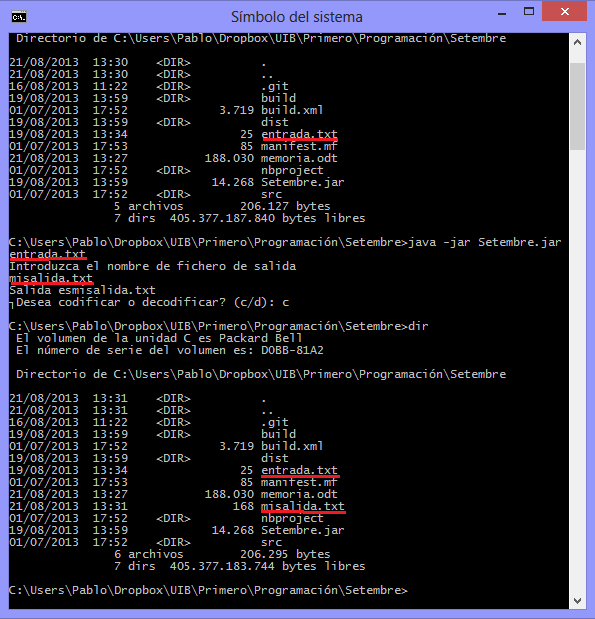 Símbolo del sistema
Directorio de C:\Users\Pablo\Dropbox\UIB\Primero\Programación\Setembre
21/08/2013  13:30    <DIR>          .
21/08/2013  13:30    <DIR>          ..
16/08/2013  11:22    <DIR>          .git
19/08/2013  13:59    <DIR>          build
01/07/2013  17:52             3.719 build.xml
19/08/2013  13:59    <DIR>          dist
19/08/2013  13:34                25 entrada.txt
01/07/2013  17:53                85 manifest.mf
21/08/2013  13:27           188.030 memoria.odt
01/07/2013  17:52    <DIR>          nbproject
19/08/2013  13:59            14.268 Setembre.jar
01/07/2013  17:52    <DIR>          src
5 archivos        206.127 bytes
7 dirs  405.377.187.840 bytes libres
C:\Users\Pablo\Dropbox\UIB\Primero\Programación\Setembre>java -jar Setembre.jar
entrada.txt
Introduzca el nombre de fichero de salida
misalida.txt
Salida esmisalida.txt
┐Desea codificar o decodificar? (c/d): c
C:\Users\Pablo\Dropbox\UIB\Primero\Programación\Setembre>dir
El volumen de la unidad C es Packard Bell
El número de serie del volumen es: D0BB-81A2
Directorio de C:\Users\Pablo\Dropbox\UIB\Primero\Programación\Setembre
21/08/2013  13:31    <DIR>          .
21/08/2013  13:31    <DIR>          ..
16/08/2013  11:22    <DIR>          .git
19/08/2013  13:59    <DIR>          build
01/07/2013  17:52             3.719 build.xml
19/08/2013  13:59    <DIR>          dist
19/08/2013  13:34                25 entrada.txt
01/07/2013  17:53                85 manifest.mf
21/08/2013  13:27           188.030 memoria.odt
21/08/2013  13:31               168 misalida.txt
01/07/2013  17:52    <DIR>          nbproject
19/08/2013  13:59            14.268 Setembre.jar
01/07/2013  17:52    <DIR>          src
6 archivos        206.295 bytes
7 dirs  405.377.183.744 bytes libres
C:\Users\Pablo\Dropbox\UIB\Primero\Programación\Setembre>